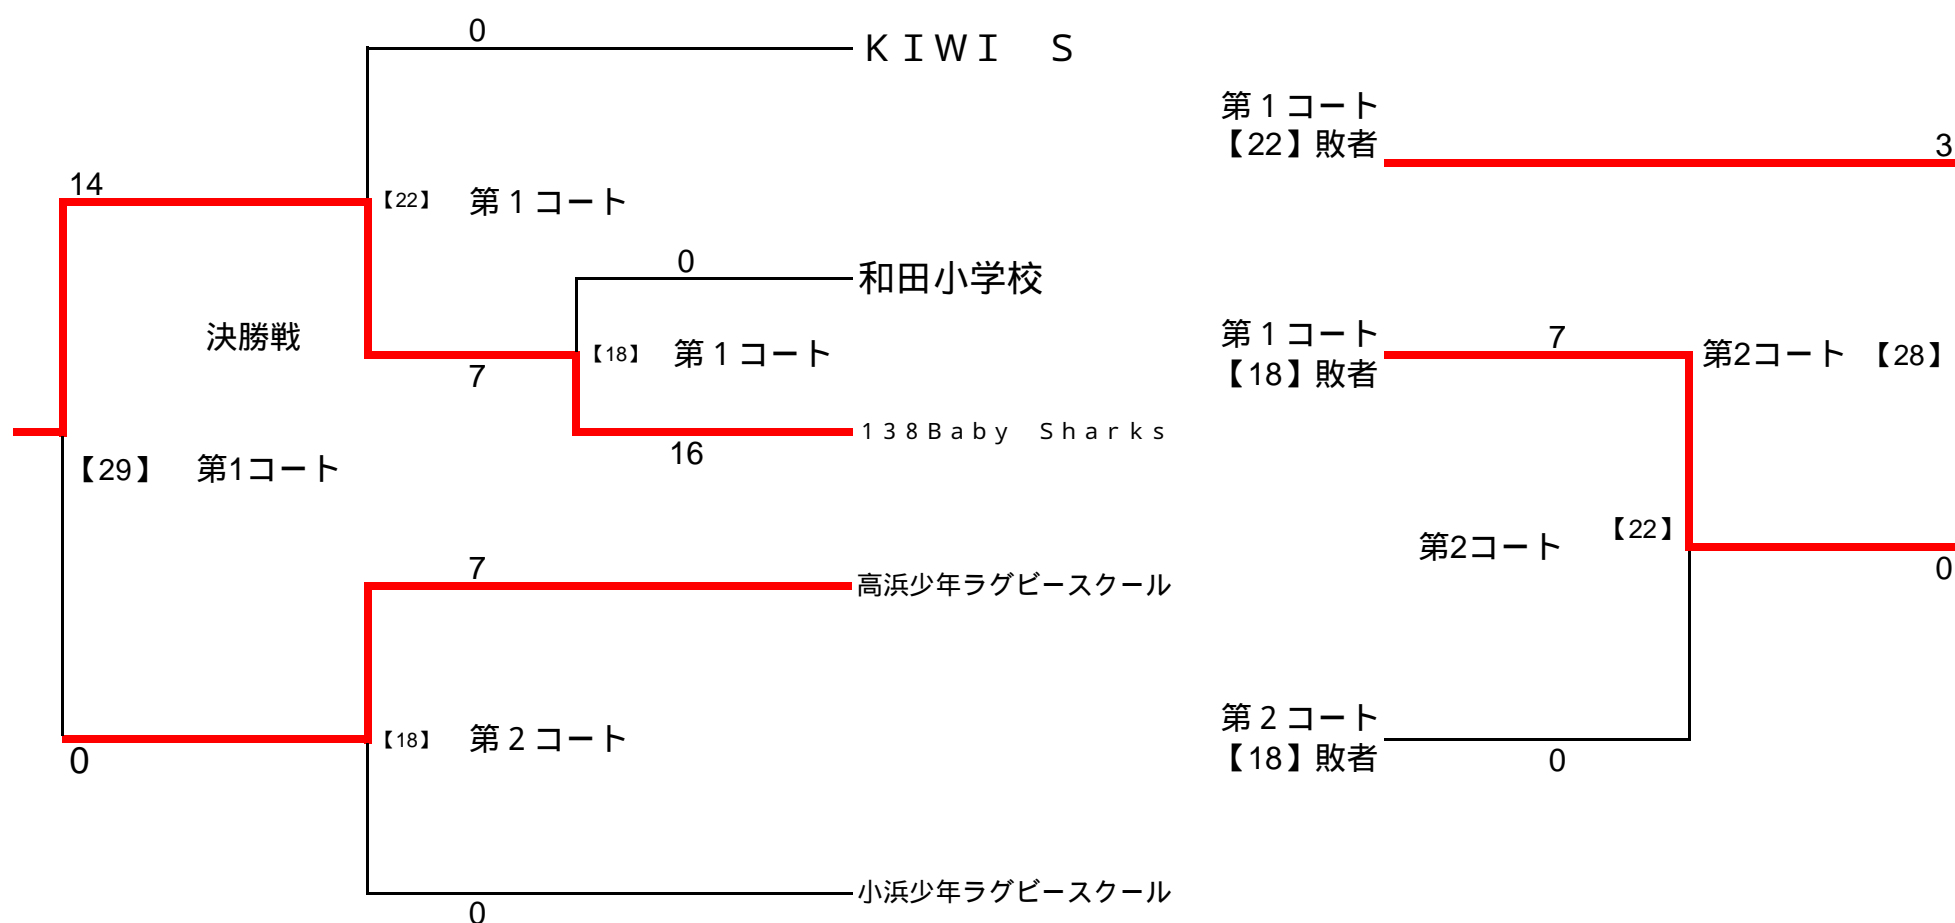 0
ＫＩＷＩ　Ｓ
第１コート
【22】敗者
3
14
【22】　第１コート
0
和田小学校
決勝戦
【18】　第１コート
7
第１コート
【18】敗者
7
第2コート　【28】
１３８Ｂａｂｙ　Ｓｈａｒｋｓ
16
【29】　第1コート
第2コート　【22】
7
高浜少年ラグビースクール
0
【18】　第２コート
0
第２コート
【18】敗者
0
小浜少年ラグビースクール
0